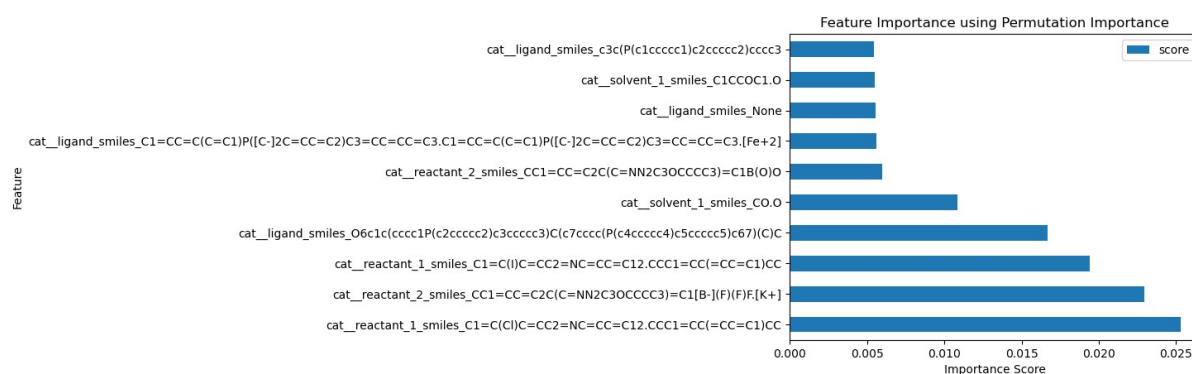 Feature Importance using Permutation Importance
score
Feature
cat__ligand_smiles_c3c(P(c1ccccc1)c2ccccc2)cccc3
cat__solvent_1_smiles_C1CCOC1.O
cat__ligand_smiles_None
cat__ligand_smiles_C1=CC=C(C=C1)P([C-]2C=CC=C2)C3=CC=CC=C3.C1=CC=C(C=C1)P([C-]2C=CC=C2)C3=CC=CC=C3.[Fe+2]
cat__reactant_2_smiles_CC1=CC=C2C(C=NN2C3OCCCC3)=C1B(O)O
cat__solvent_1_smiles_CO.O
cat__ligand_smiles_O6c1c(cccc1P(c2ccccc2)c3ccccc3)C(c7cccc(P(c4ccccc4)c5ccccc5)c67)(C)C
cat__reactant_1_smiles_C1=C(I)C=CC2=NC=CC=C12.CCC1=CC(=CC=C1)CC
cat__reactant_2_smiles_CC1=CC=C2C(C=NN2C3OCCCC3)=C1[B-](F)(F)F.[K+]
cat__reactant_1_smiles_C1=C(Cl)C=CC2=NC=CC=C12.CCC1=CC(=CC=C1)CC
0.000 0.005 0.010 0.015 0.020 0.025
Importance Score